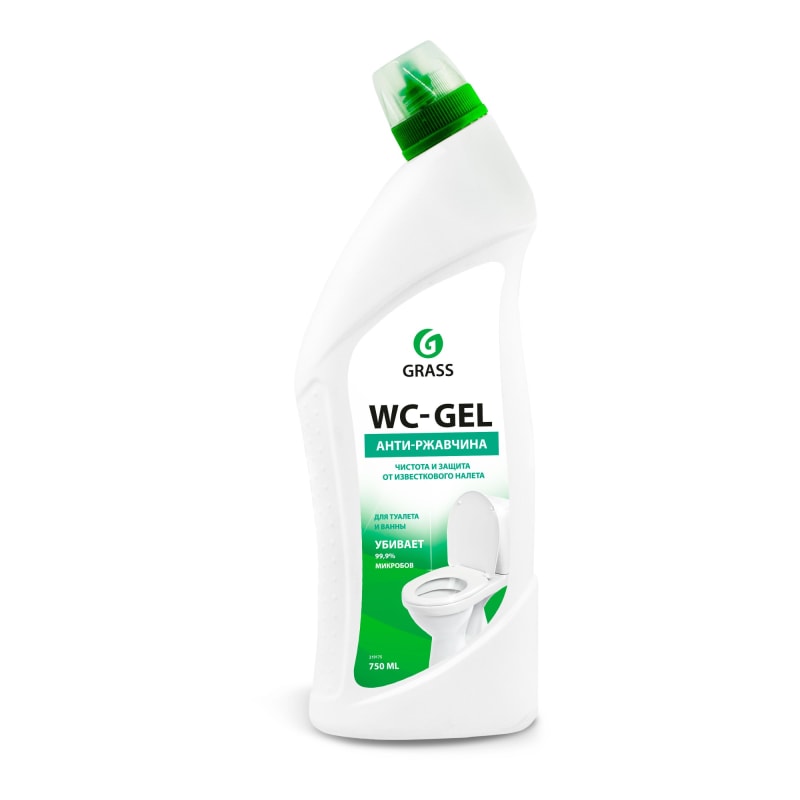 GRASS
WC-GEL
АНТИ-РЖАВЧИНА
ЧИСТОТА И ЗАЩИТА
ОТ ИЗВЕСТКОВОГО НАЛЕТА
ДЛЯ ТУАЛЕТА
И ВАННЫ
УБИВАЕТ
99,9%
МИКРОБОВ
750 ML